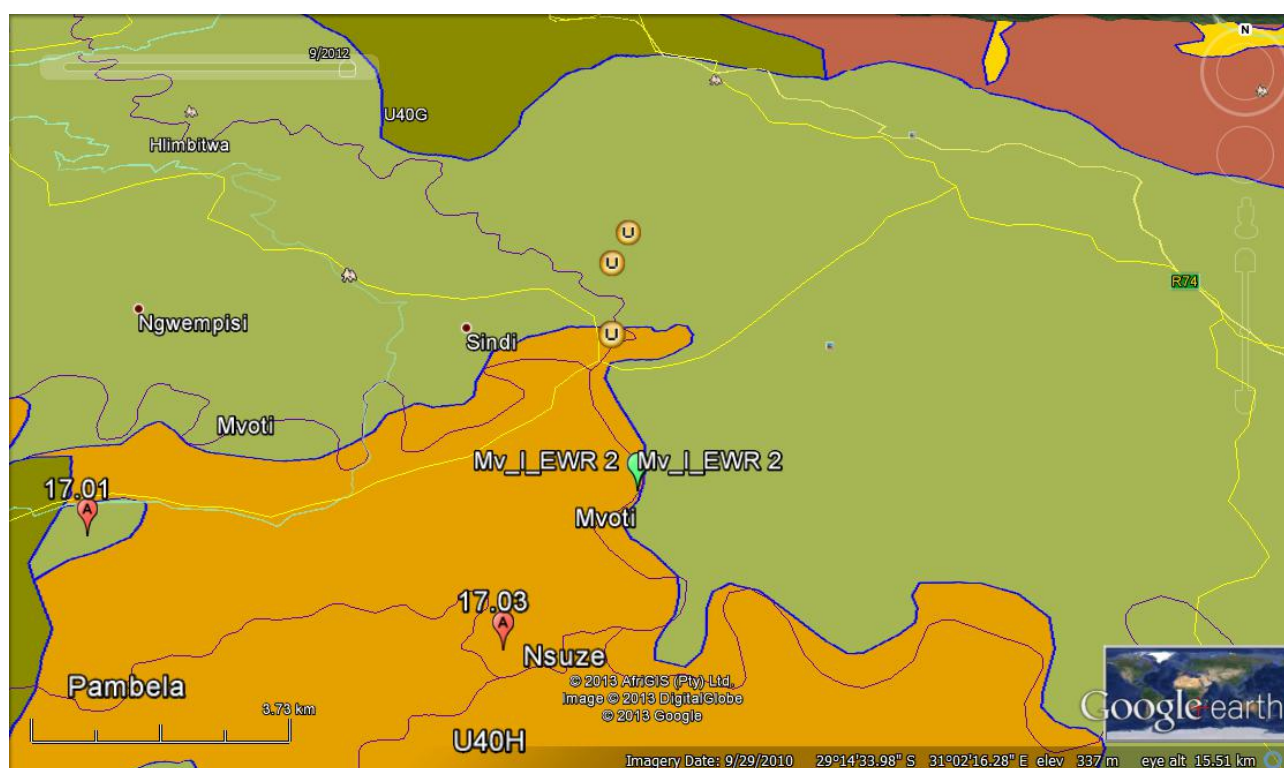 N
9/2012
U40G
Hlimbitwa
U
U
R74
Ngwempisi
U
Sindi
Mvoti
Mv_I_EWR 2 Mv_I_EWR 2
17.01
A
Mvoti
17.03
A
Nsuze
© 2013 AfriGIS (Pty) Ltd.
Pambela
Image © 2013 DigitalGlobe
3.73 km
© 2013 Google
Google earth
U40H
Imagery Date: 9/29/2010 29°14'33.98" S 31°02'16.28" E elev 337 m eye alt 15.51 km